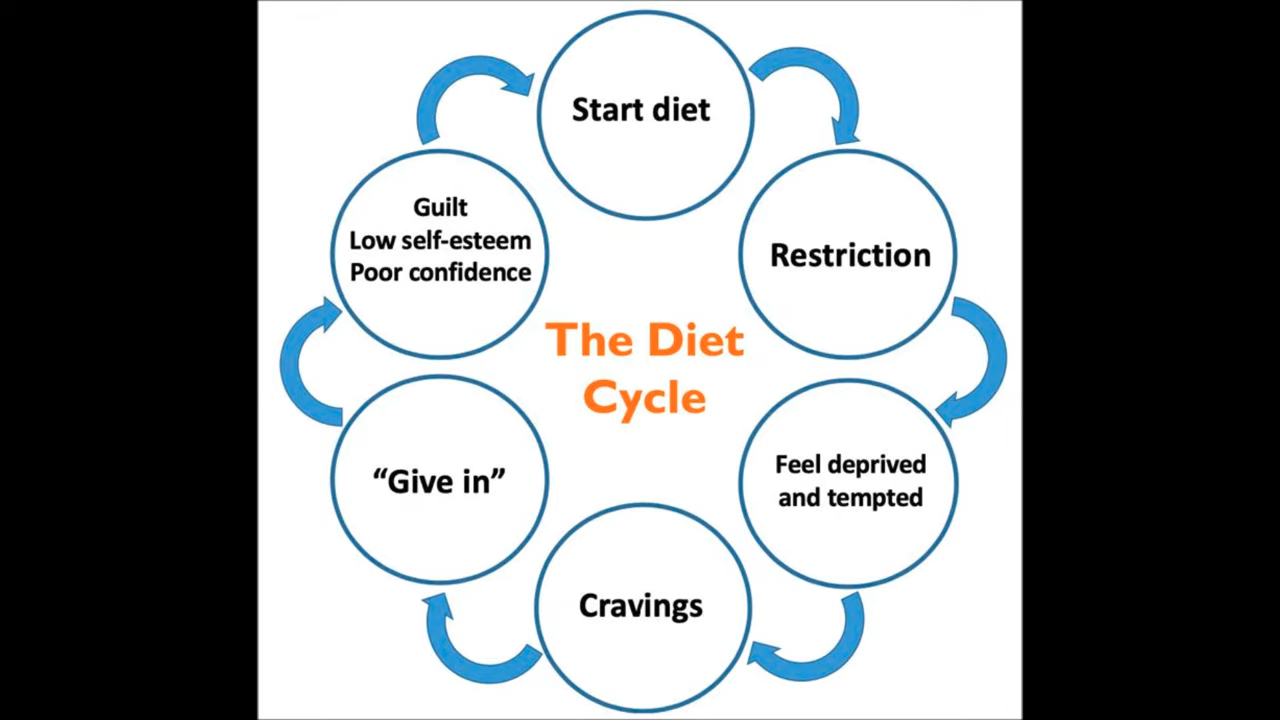 Start diet
Restriction
Feel deprived
and tempted
Cravings
“Give in”
Guilt
Low self-esteem
Poor confidence
The Diet
Cycle